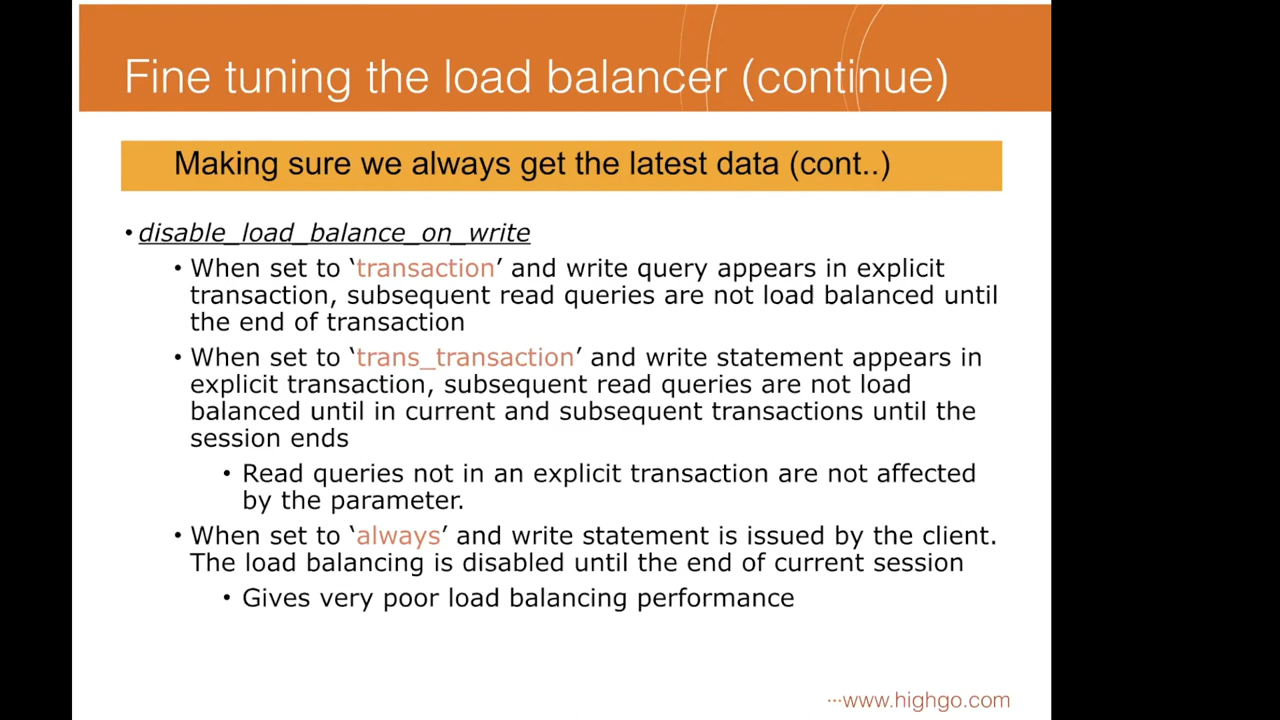 Fine tuning the load balancer (continue)
Making sure we always get the latest data (cont..)
• disable_load_balance_on_write
• When set to ‘transaction’ and write query appears in explicit
transaction, subsequent read queries are not load balanced until
the end of transaction
• When set to ‘trans_transaction’ and write statement appears in
explicit transaction, subsequent read queries are not load
balanced until in current and subsequent transactions until the
session ends
• Read queries not in an explicit transaction are not affected
by the parameter.
• When set to ‘always’ and write statement is issued by the client.
The load balancing is disabled until the end of current session
• Gives very poor load balancing performance
···www.highgo.com